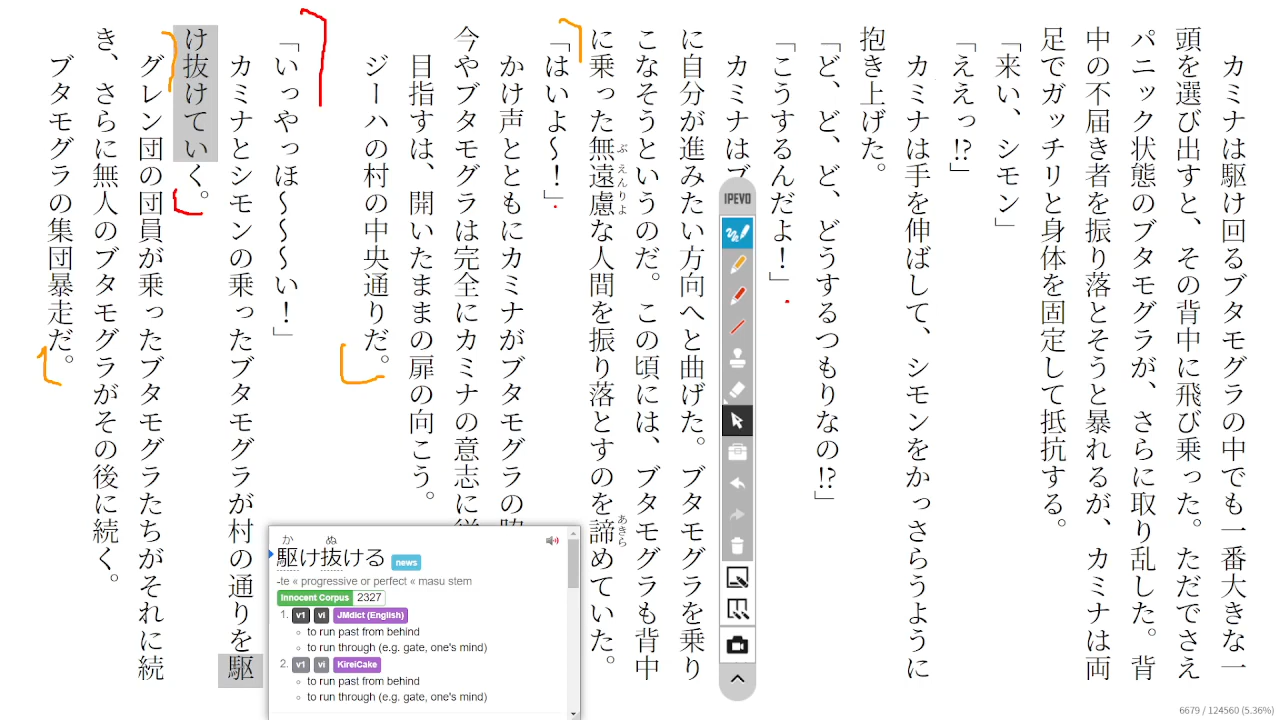 カミナは駆け回るブタモグラの中でも一番大きな一
頭を選び出すと、その背中に飛び乗った。ただでさえ
パニック状態のブタモグラが、さらに取り乱した。背
中の不届き者を振り落とそうと暴れるが、カミナは両
足でガッチリと身体を固定して抵抗する。
「来い、シモン」
「ええっ!?」
カミナは手を伸ばして、シモンをかっさらうように
抱き上げた。
「ど、ど、ど、どうするつもりなの!?」
「こうするんだよ!」
カミナはブ
に自分が進みたい方向へと曲げた。ブタモグラを乗り
こなそうというのだ。この頃には、ブタモグラも背中
に乗った無遠慮な人間を振り落とすのを諦めていた。
ぶ えんりよ
あきら
「はいよ〜!」
かけ声とともにカミナがブタモグラの
今やブタモグラは完全にカミナの意志に
目指すは、開いたままの扉の向こう。
ジーハの村の中央通りだ。
「いっやっほ〜〜〜い!」
カミナとシモンの乗ったブタモグラが村の通りを駆
け抜けていく。
グレン団の団員が乗ったブタモグラたちがそれに続
き、さらに無人のブタモグラがその後に続く。
ブタモグラの集団暴走だ。
IPEVO
か ぬ
駆け抜ける news
-te « progressive or perfect « masu stem
Innocent Corpus 2327
1. v1 vi JMdict (English)
to run past from behind
to run through (e.g. gate, one's mind)
2. v1 vi KireiCake
to run past from behind
to run through (e.g. gate, one's mind)
6679 / 124560 (5.36%)